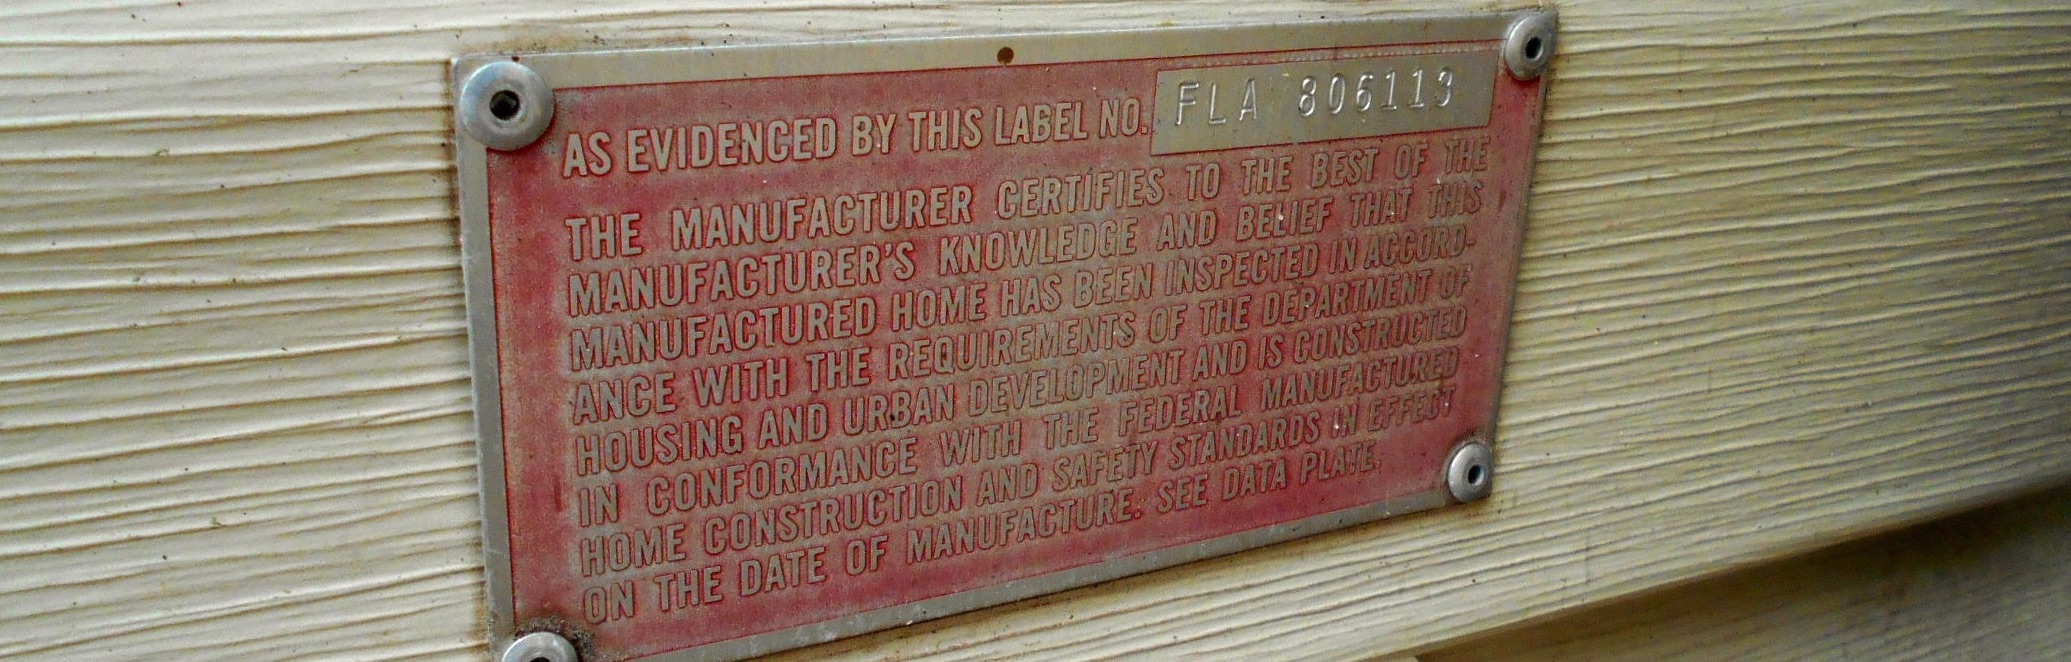 AS EVIDENCED BY THIS LABEL NO. FLA 806113
THE MANUFACTURER CERTIFIES TO THE BEST OF THE
MANUFACTURER'S KNOWLEDGE AND BELIEF THAT THIS
MANUFACTURED HOME HAS BEEN INSPECTED IN ACCORD-
ANCE WITH THE REQUIREMENTS OF THE DEPARTMENT OF
HOUSING AND URBAN DEVELOPMENT AND IS CONSTRUCTED
IN CONFORMANCE WITH THE FEDERAL MANUFACTURED
HOME CONSTRUCTION AND SAFETY STANDARDS IN EFFECT
ON THE DATE OF MANUFACTURE. SEE DATA PLATE.